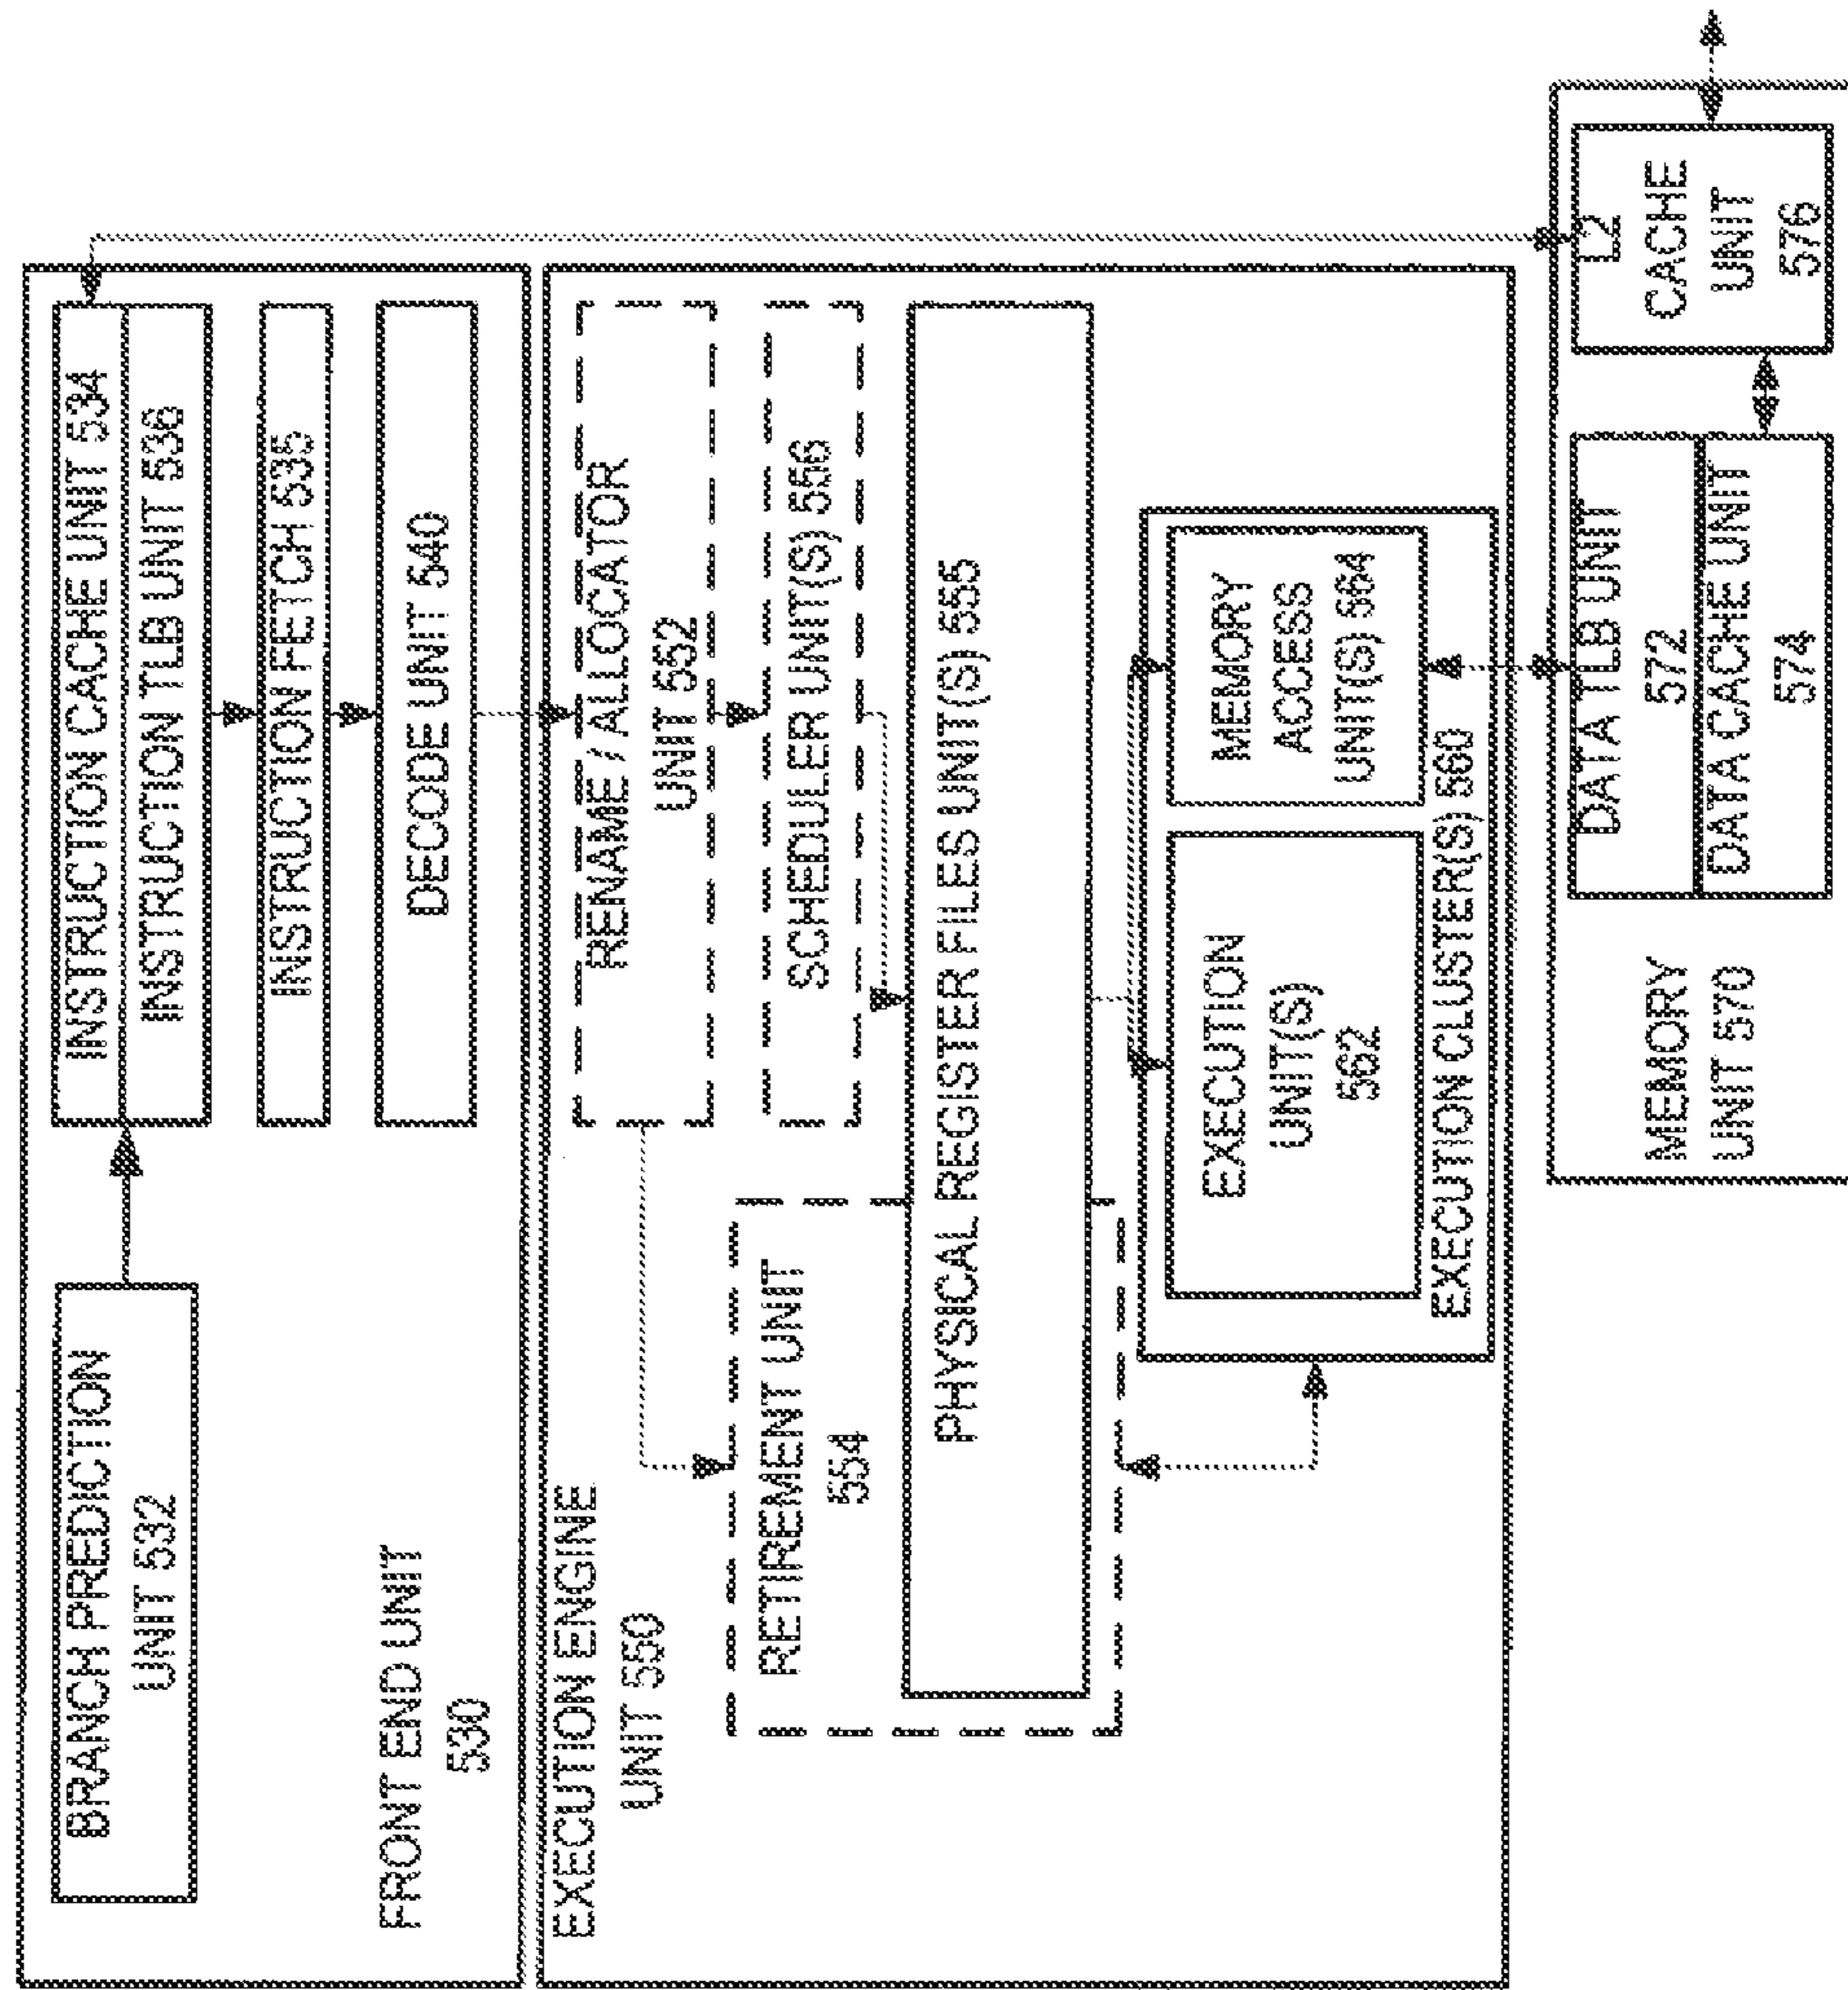 BRANCH PREDICTION
UNIT 532
INSTRUCTION CACHE UNIT 534
INSTRUCTION TLB UNIT 536
INSTRUCTION FETCH 535
DECODE UNIT 540
FRONT END UNIT
530
EXECUTION ENGINE
UNIT 550
RENAME / ALLOCATOR
UNIT 552
SCHEDULER UNIT(S) 556
RETIREMENT UNIT
554
PHYSICAL REGISTER FILES UNIT(S) 555
EXECUTION
UNIT(S)
562
MEMORY
ACCESS
UNIT(S) 564
EXECUTION CLUSTER(S) 560
MEMORY
UNIT 570
DATA TLB UNIT
572
DATA CACHE UNIT
574
L2
CACHE
UNIT
576